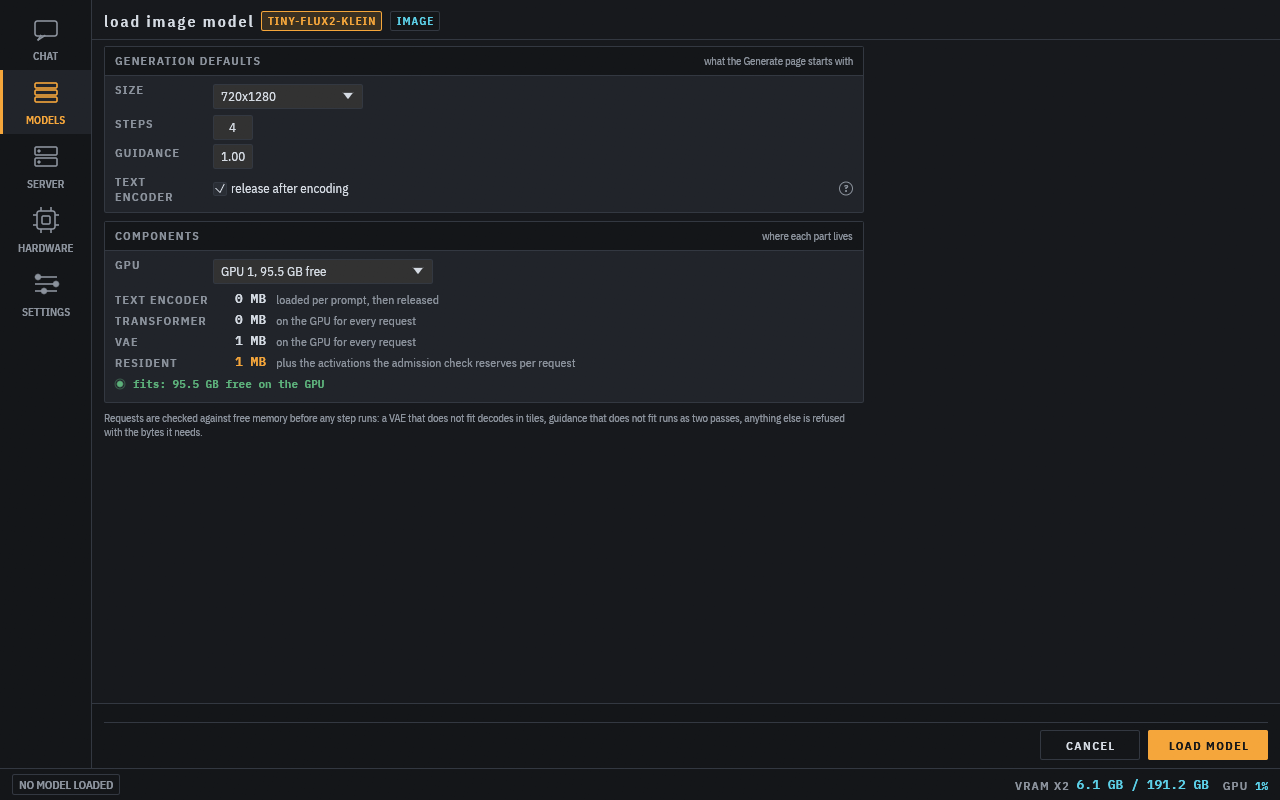 load image model TINY-FLUX2-KLEIN IMAGE
CHAT
MODELS
SERVER
HARDWARE
SETTINGS
GENERATION DEFAULTS what the Generate page starts with
SIZE 720x1280
STEPS 4
GUIDANCE 1.00
TEXT ENCODER release after encoding ?
COMPONENTS where each part lives
GPU GPU 1, 95.5 GB free
TEXT ENCODER 0 MB loaded per prompt, then released
TRANSFORMER 0 MB on the GPU for every request
VAE 1 MB on the GPU for every request
RESIDENT 1 MB plus the activations the admission check reserves per request
fits: 95.5 GB free on the GPU
Requests are checked against free memory before any step runs: a VAE that does not fit decodes in tiles, guidance that does not fit runs as two passes, anything else is refused
with the bytes it needs.
CANCEL LOAD MODEL
NO MODEL LOADED VRAM X2 6.1 GB / 191.2 GB GPU 1%